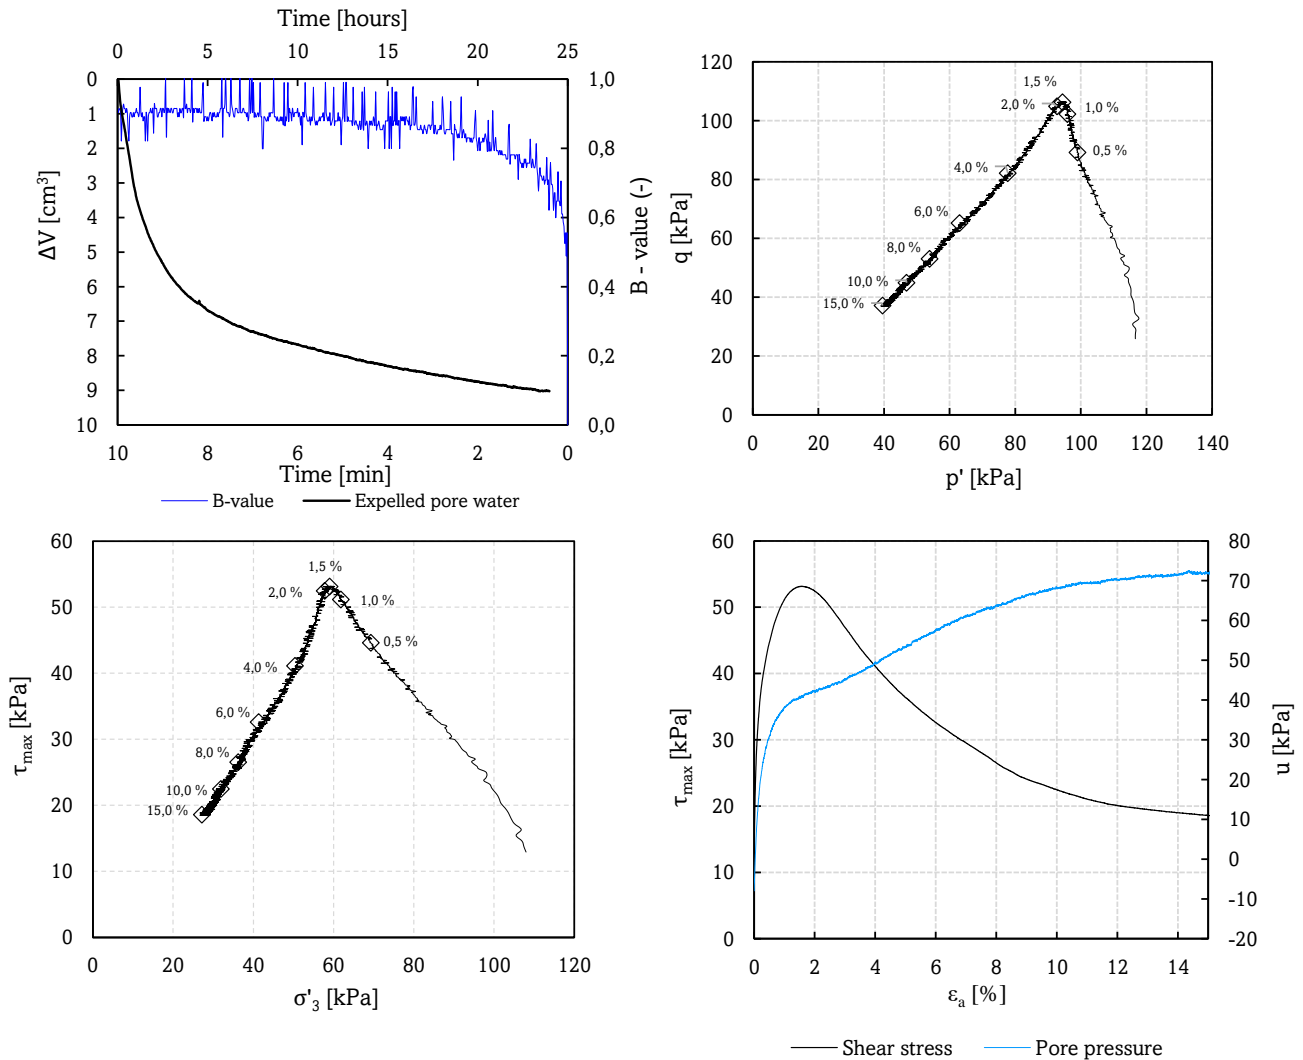 Time [hours]
0 5 10 15 20 25
0 1 2 3 4 5 6 7 8 9 10
ΔV [cm³]
1,0 0,8 0,6 0,4 0,2 0,0
B - value (-)
10 8 6 4 2 0
Time [min]
B-value Expelled pore water
120 100 80 60 40 20 0
q [kPa]
1,5 %
2,0 %
1,0 %
0,5 %
4,0 %
6,0 %
8,0 %
10,0 %
15,0 %
0 20 40 60 80 100 120 140
p' [kPa]
60 50 40 30 20 10 0
τmax [kPa]
1,5 %
2,0 %
1,0 %
0,5 %
4,0 %
6,0 %
8,0 %
10,0 %
15,0 %
0 20 40 60 80 100 120
σ'3 [kPa]
60 50 40 30 20 10 0
τmax [kPa]
80 70 60 50 40 30 20 10 0 -10 -20
u [kPa]
0 2 4 6 8 10 12 14
εa [%]
Shear stress Pore pressure